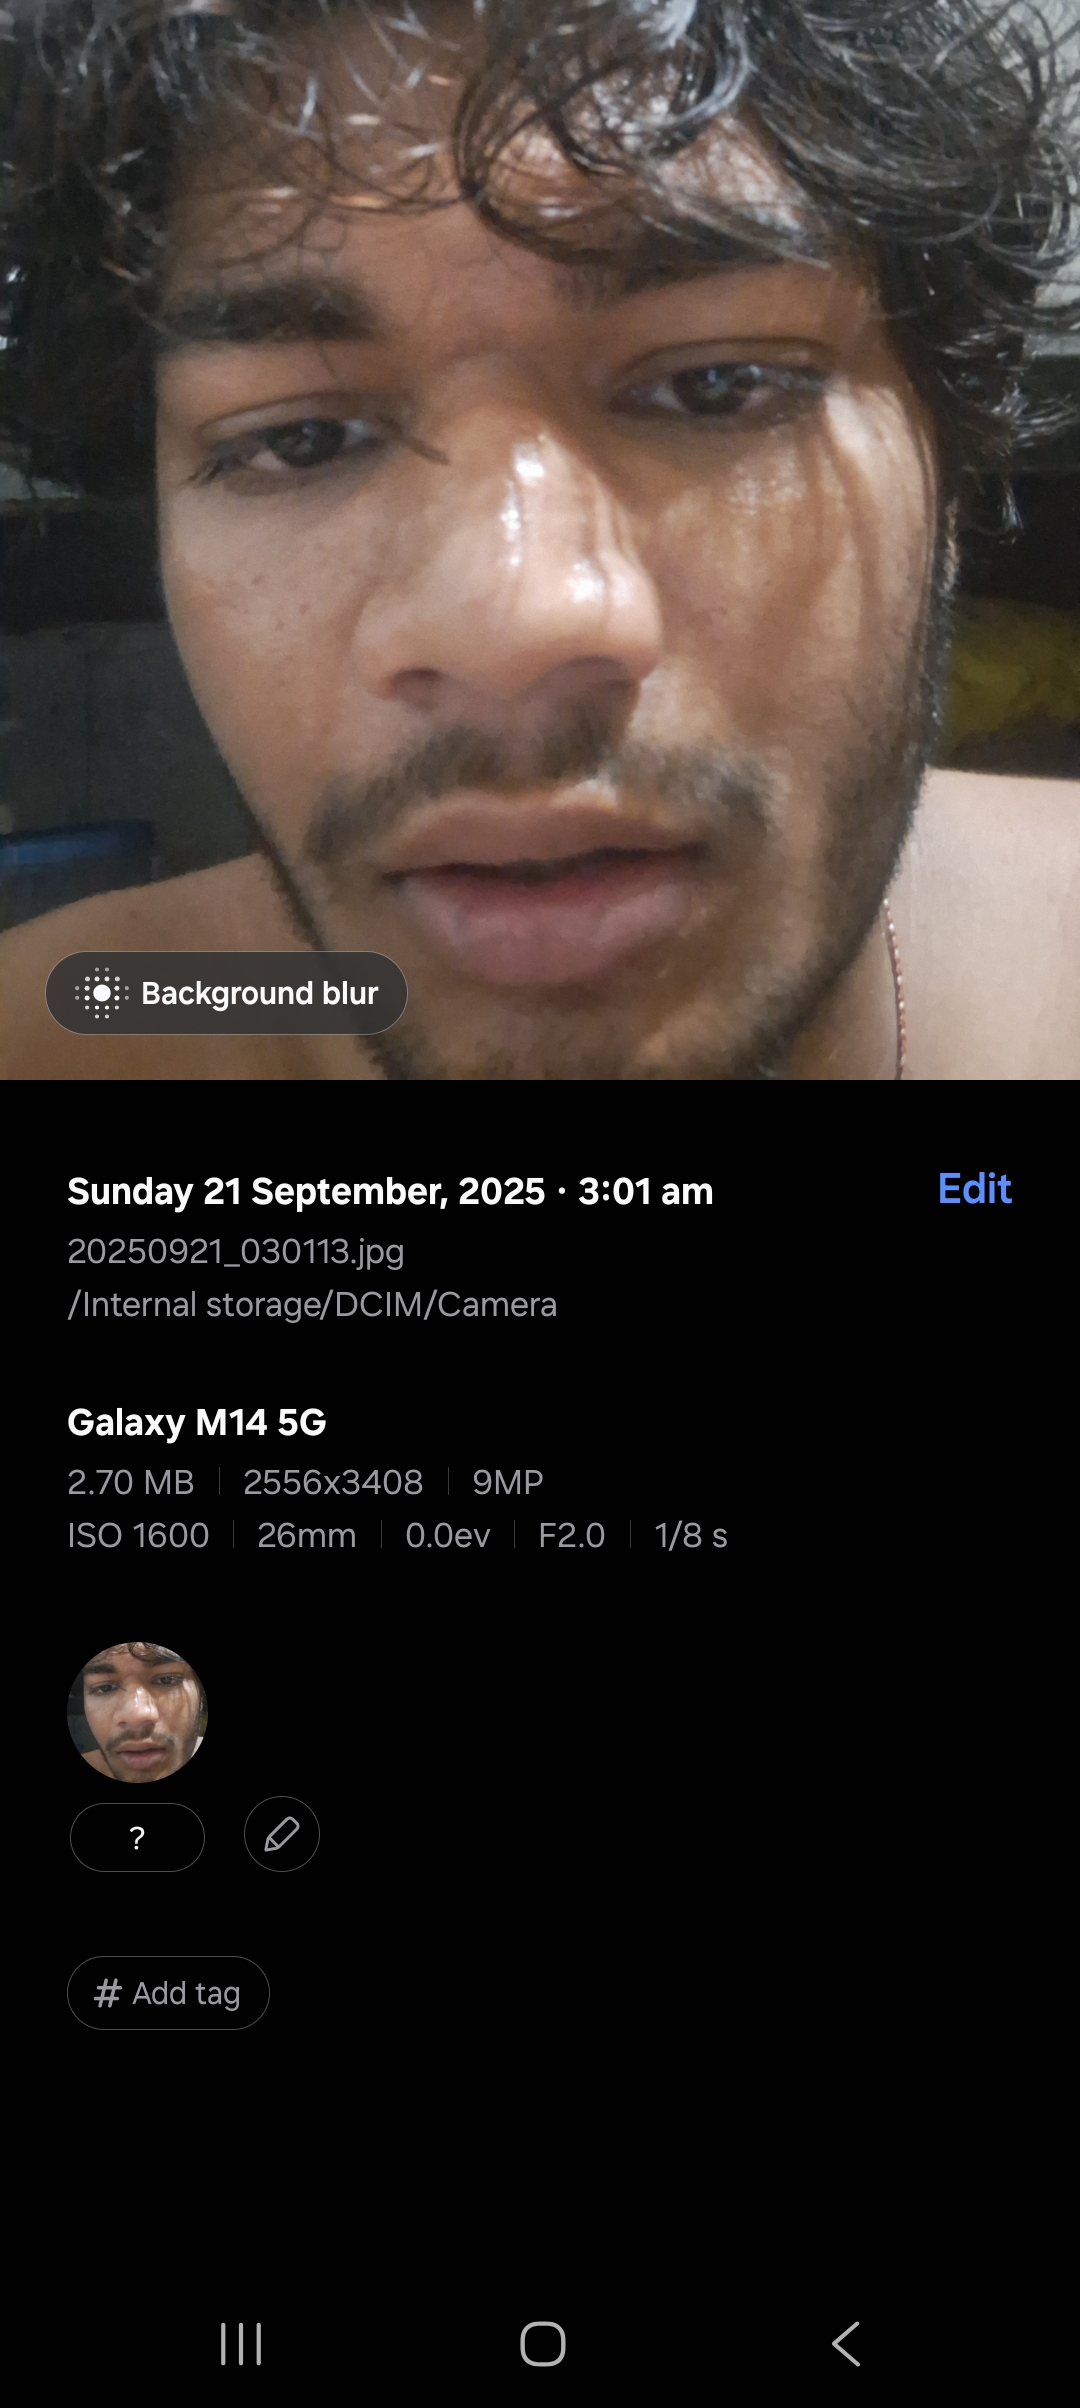 Background blur
Sunday 21 September, 2025 · 3:01 am
Edit
20250921_030113.jpg
/Internal storage/DCIM/Camera
Galaxy M14 5G
2.70 MB | 2556x3408 | 9MP
ISO 1600 | 26mm | 0.0ev | F2.0 | 1/8 s
?
# Add tag